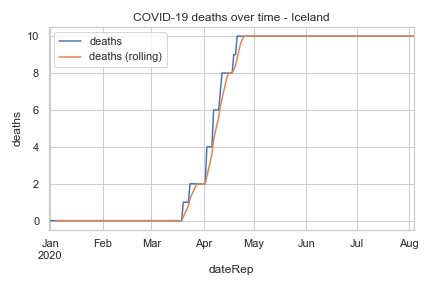 COVID-19 deaths over time - Iceland
deaths
deaths (rolling)
10
8
6
4
2
0
deaths
Jan Feb Mar Apr May Jun Jul Aug
2020
dateRep